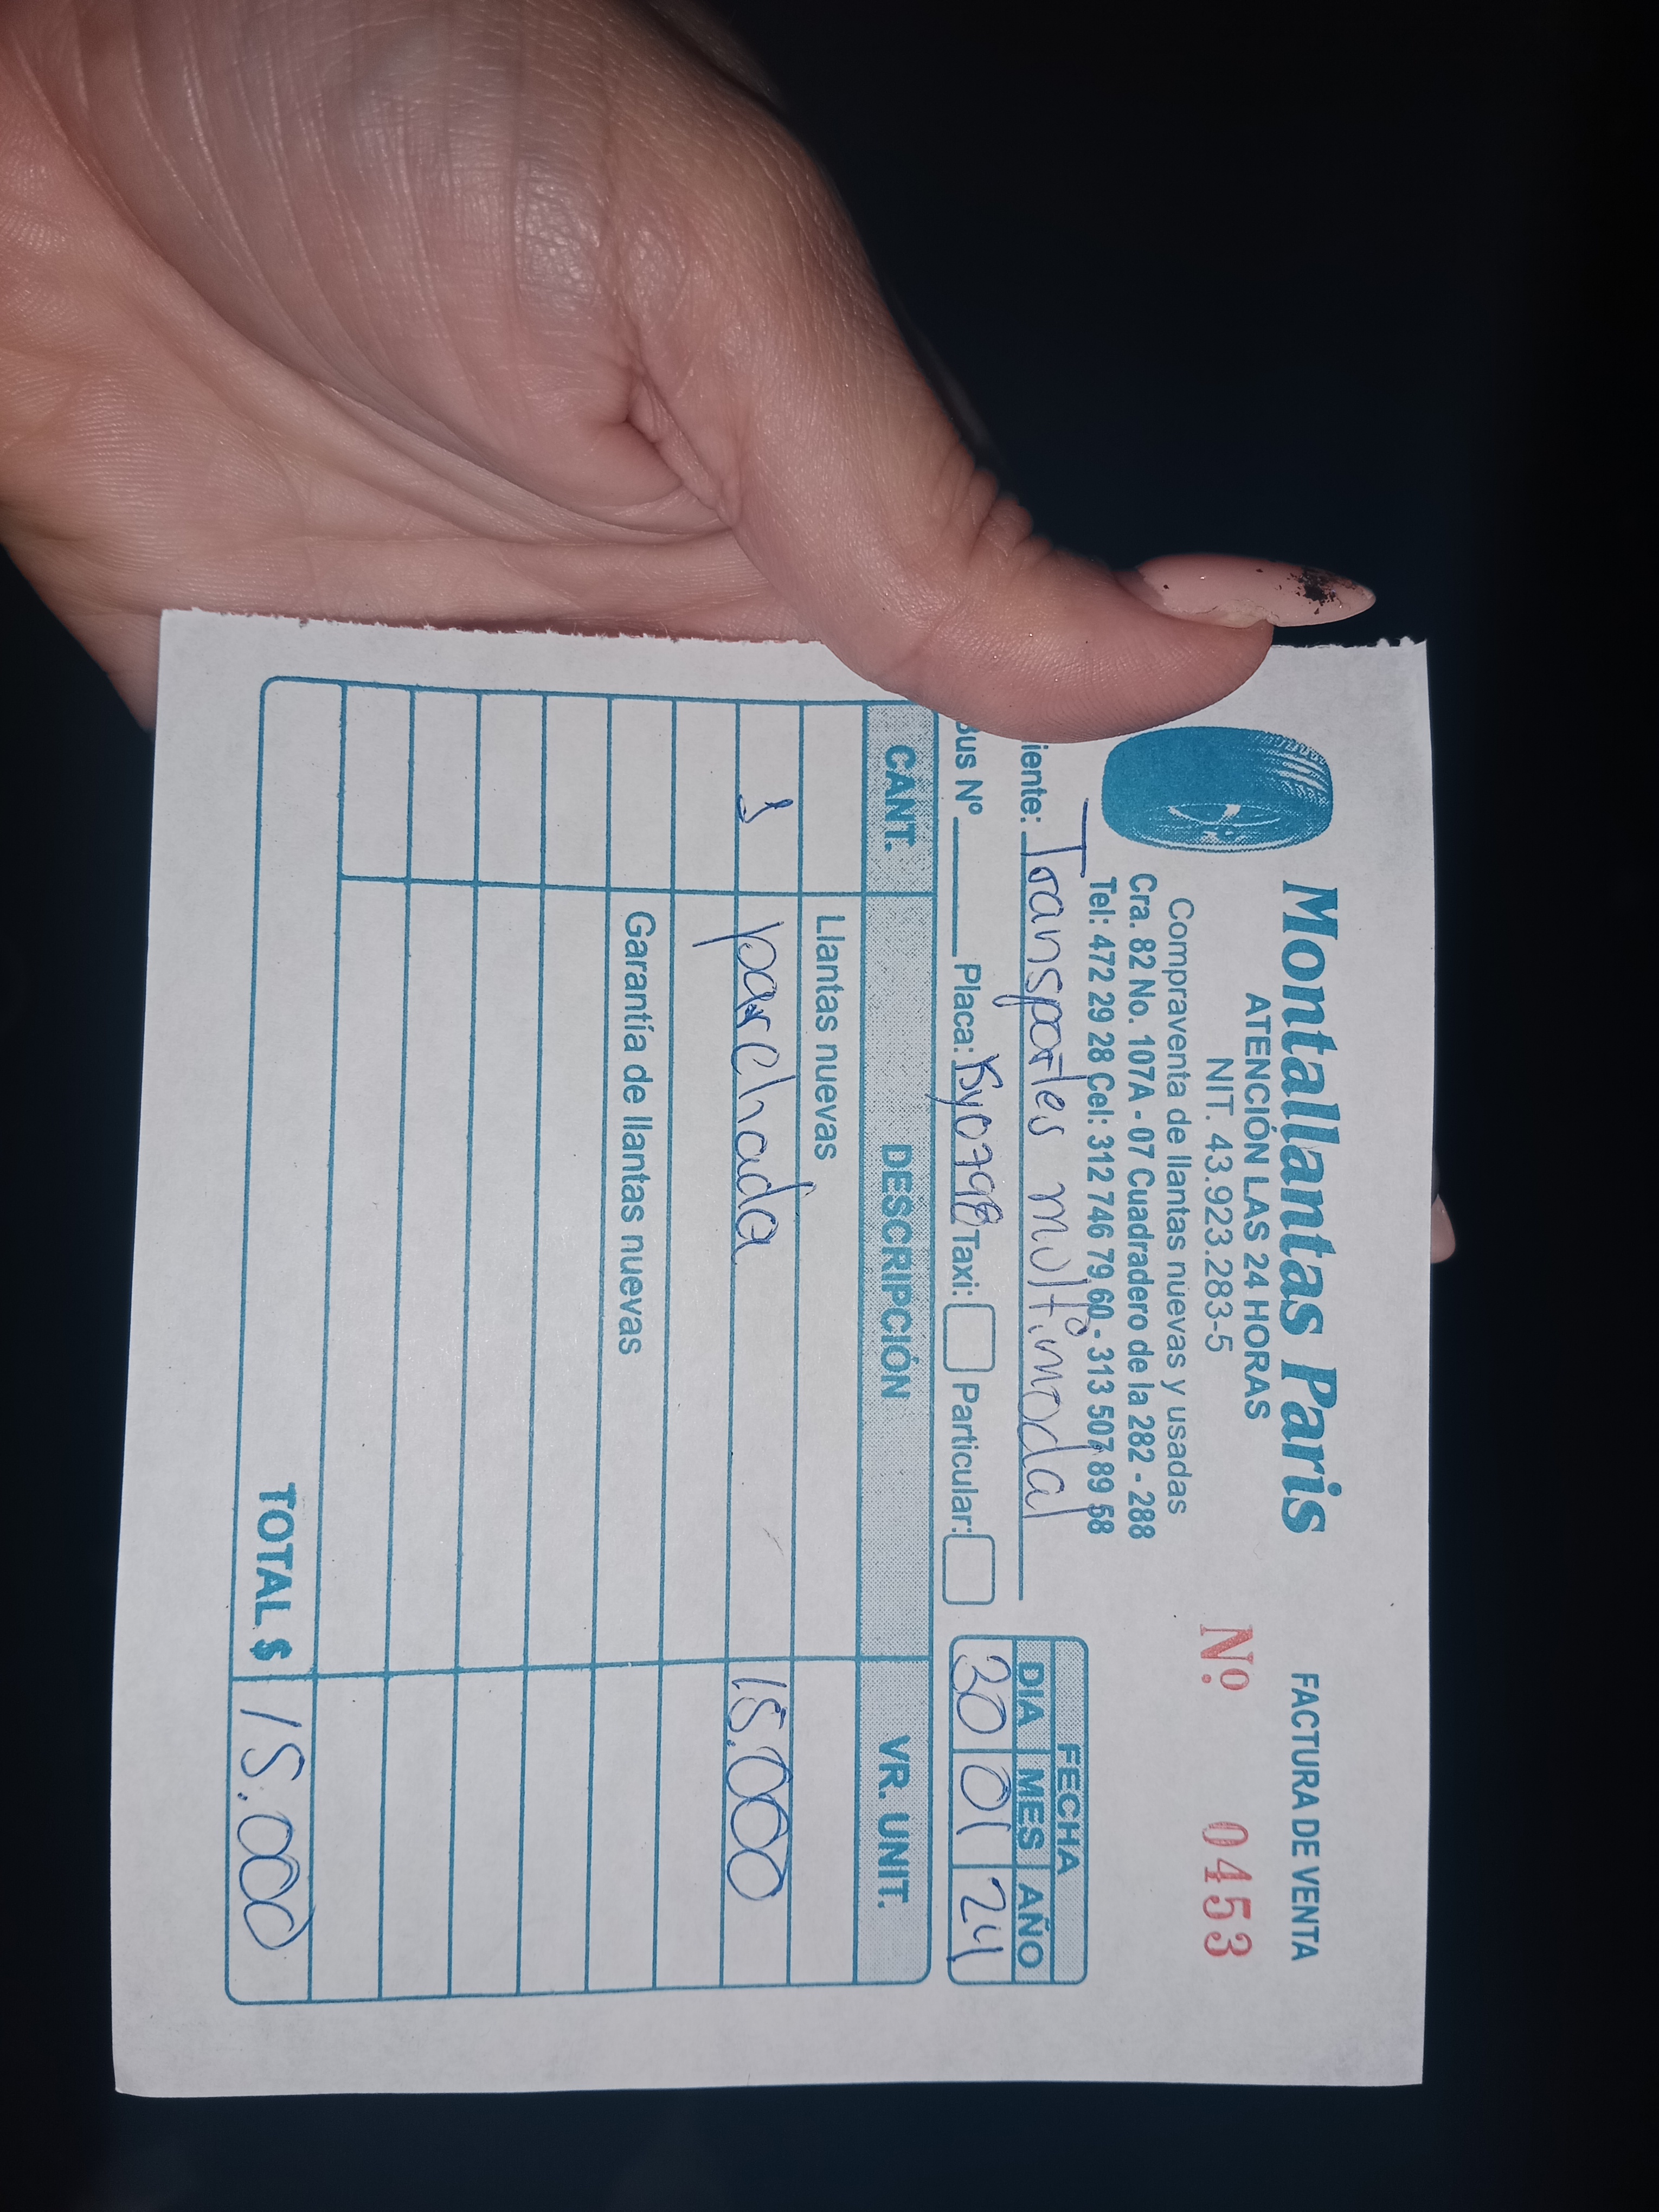 Montallantas Paris
FACTURA DE VENTA
ATENCIÓN LAS 24 HORAS
NIT. 43.923.283-5
Nº 0453
Compraventa de llantas nuevas y usadas
Cra. 82 No. 107A - 07 Cuadradero de la 282 - 288
Tel: 472 29 28 Cel: 312 746 79 60 - 313 507 89 58
FECHA
DIA MES AÑO
30 01 24
iente: Transportes multimodal
Bus Nº Placa: Kyo798 Taxi: Particular:
CANT. DESCRIPCIÓN VR. UNIT.
Llantas nuevas
1 parchada 15.000
Garantía de llantas nuevas
TOTAL $ 15.000